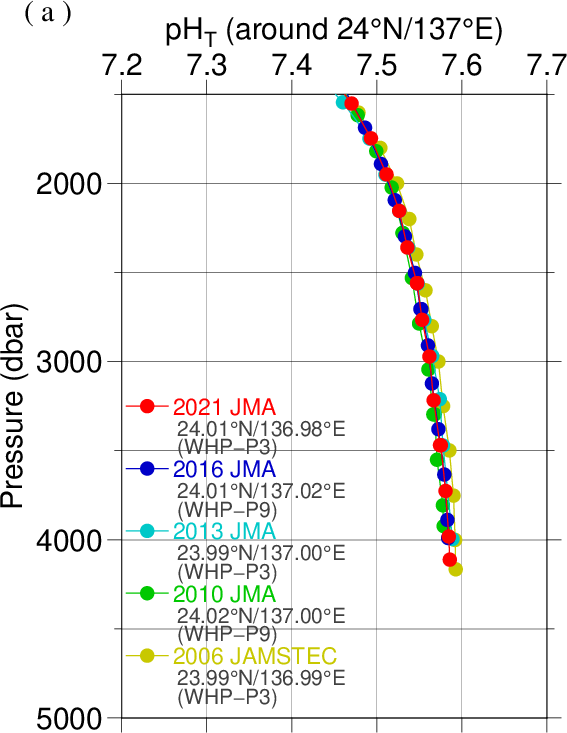 (a)
pH_T (around 24°N/137°E)
7.2 7.3 7.4 7.5 7.6 7.7
2000
3000
4000
5000
Pressure (dbar)
2021 JMA
24.01°N/136.98°E
(WHP−P3)
2016 JMA
24.01°N/137.02°E
(WHP−P9)
2013 JMA
23.99°N/137.00°E
(WHP−P3)
2010 JMA
24.02°N/137.00°E
(WHP−P9)
2006 JAMSTEC
23.99°N/136.99°E
(WHP−P3)